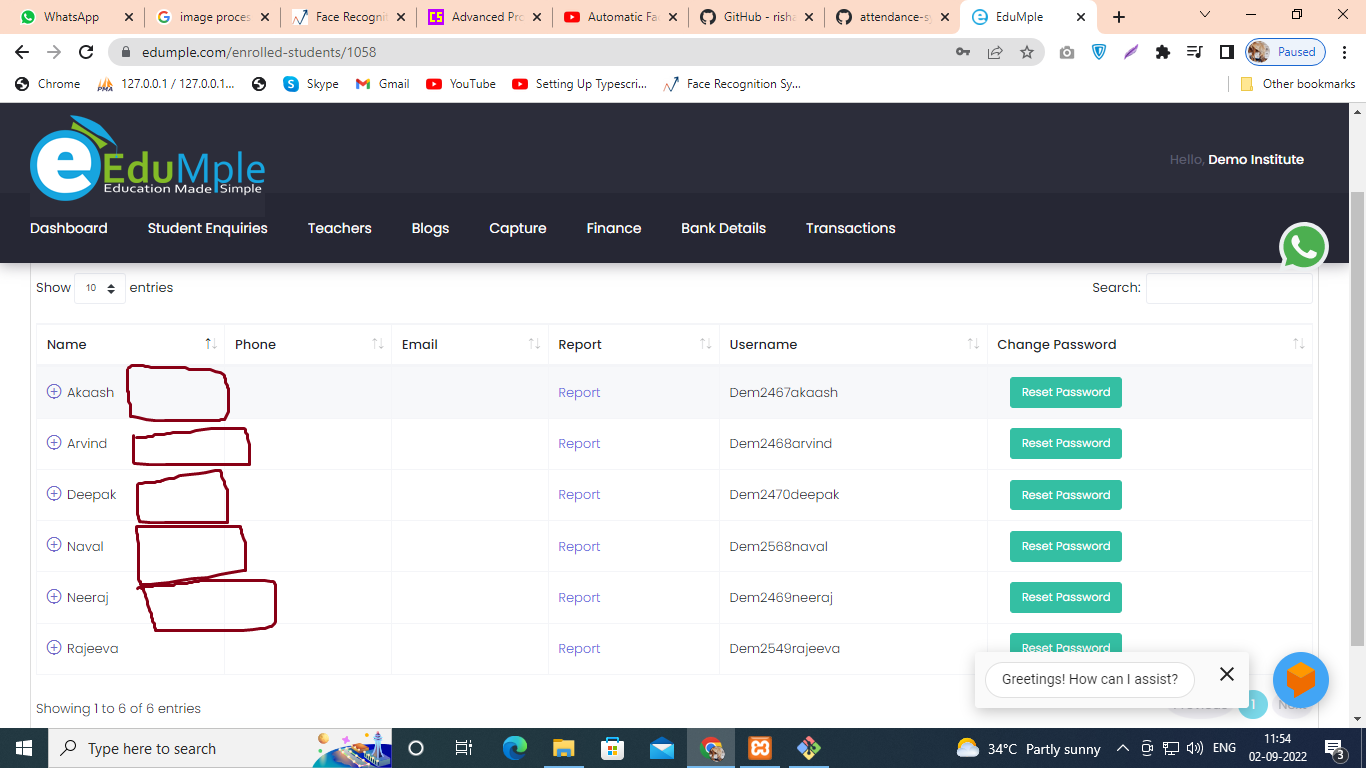 WhatsApp
image proces
Face Recognit
Advanced Pro
Automatic Fa
GitHub - risha
attendance-sy
EduMple
edumple.com/enrolled-students/1058
Paused
Chrome
127.0.0.1 / 127.0.0.1...
Skype
Gmail
YouTube
Setting Up Typescri...
Face Recognition Sy...
Other bookmarks
EduMple
Education Made Simple
Hello, Demo Institute
Dashboard Student Enquiries Teachers Blogs Capture Finance Bank Details Transactions
Show 10 entries
Search:
Name Phone Email Report Username Change Password
Akaash Report Dem2467akaash Reset Password
Arvind Report Dem2468arvind Reset Password
Deepak Report Dem2470deepak Reset Password
Naval Report Dem2568naval Reset Password
Neeraj Report Dem2469neeraj Reset Password
Rajeeva Report Dem2549rajeeva Reset Password
Greetings! How can I assist?
Showing 1 to 6 of 6 entries
1
Type here to search
34°C Partly sunny
ENG
11:54
02-09-2022
3